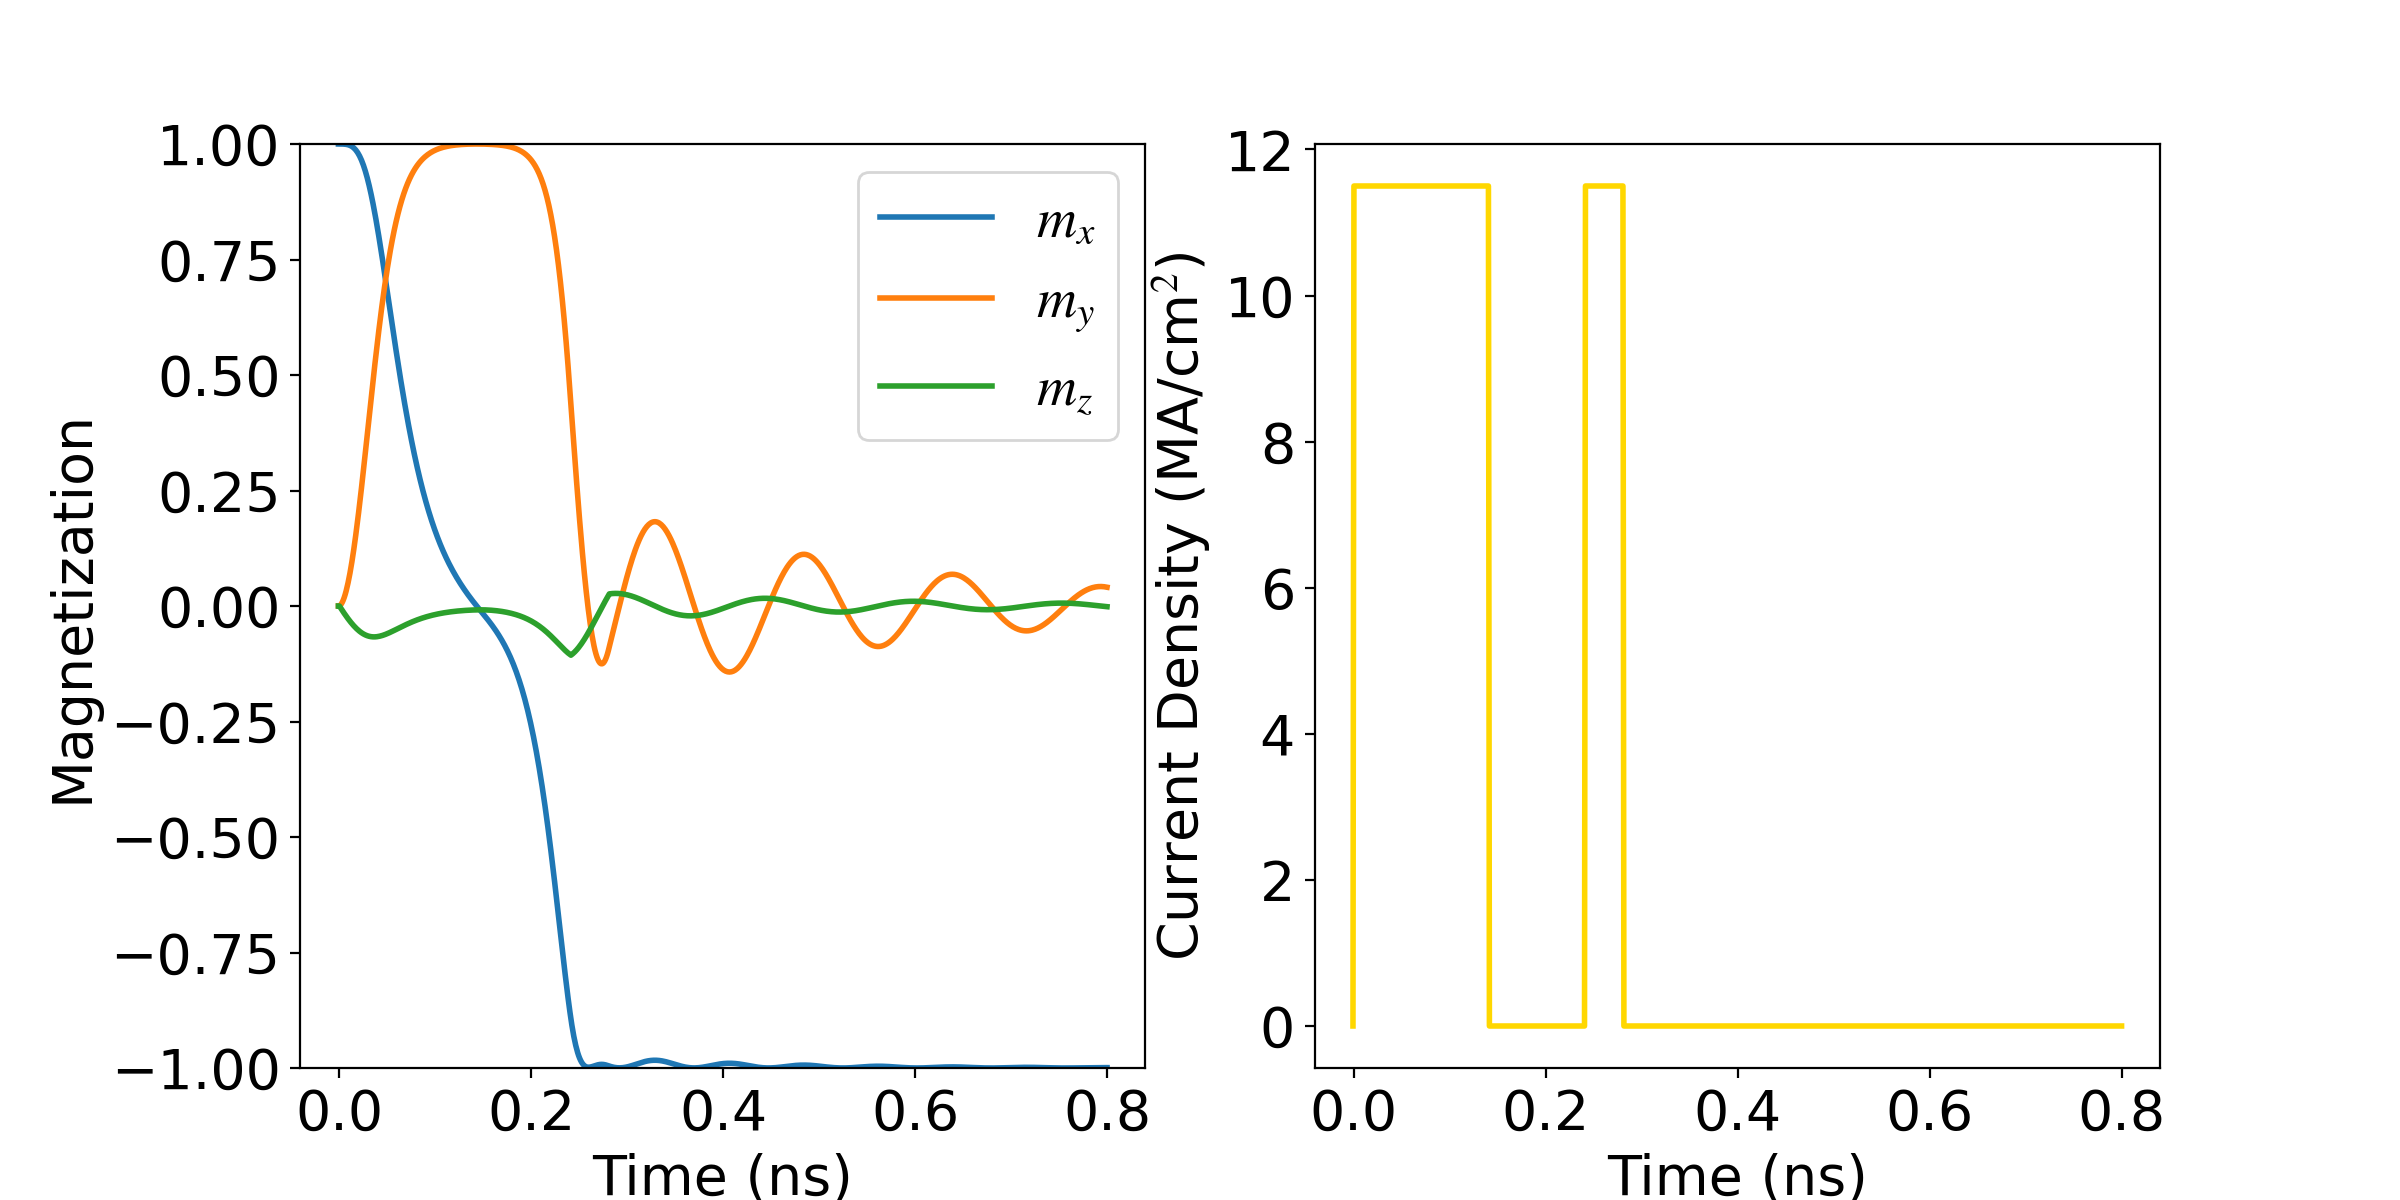 Magnetization
1.00
0.75
0.50
0.25
0.00
−0.25
−0.50
−0.75
−1.00
0.0 0.2 0.4 0.6 0.8
Time (ns)
m_x
m_y
m_z
Current Density (MA/cm²)
12
10
8
6
4
2
0
0.0 0.2 0.4 0.6 0.8
Time (ns)